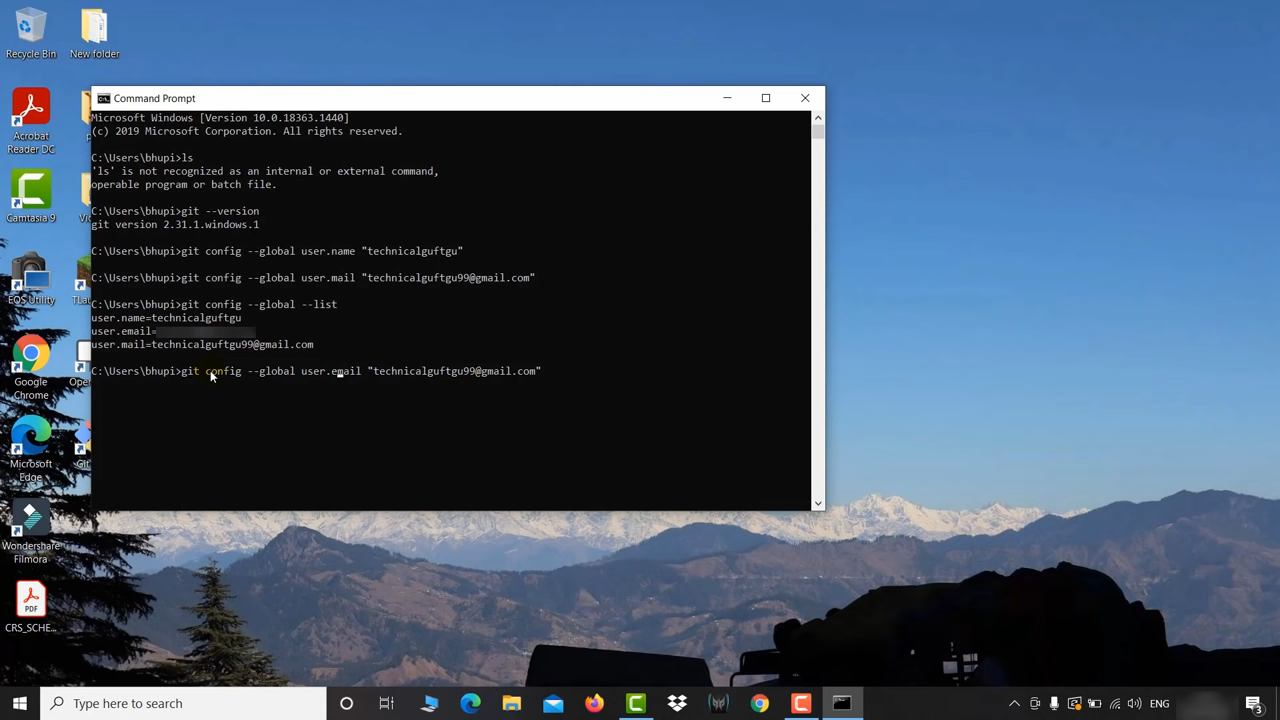 Recycle Bin
New folder
Acrobat
Reader DC
Camtasia 9
EOS Utility
Google
Chrome
Microsoft
Edge
Wondershare
Filmora
CRS_SCHE...
Command Prompt
Microsoft Windows [Version 10.0.18363.1440]
(c) 2019 Microsoft Corporation. All rights reserved.
C:\Users\bhupi>ls
'ls' is not recognized as an internal or external command,
operable program or batch file.
C:\Users\bhupi>git --version
git version 2.31.1.windows.1
C:\Users\bhupi>git config --global user.name "technicalguftgu"
C:\Users\bhupi>git config --global user.mail "technicalguftgu99@gmail.com"
C:\Users\bhupi>git config --global --list
user.name=technicalguftgu
user.email=
user.mail=technicalguftgu99@gmail.com
C:\Users\bhupi>git config --global user.email "technicalguftgu99@gmail.com"
Type here to search
ENG
3